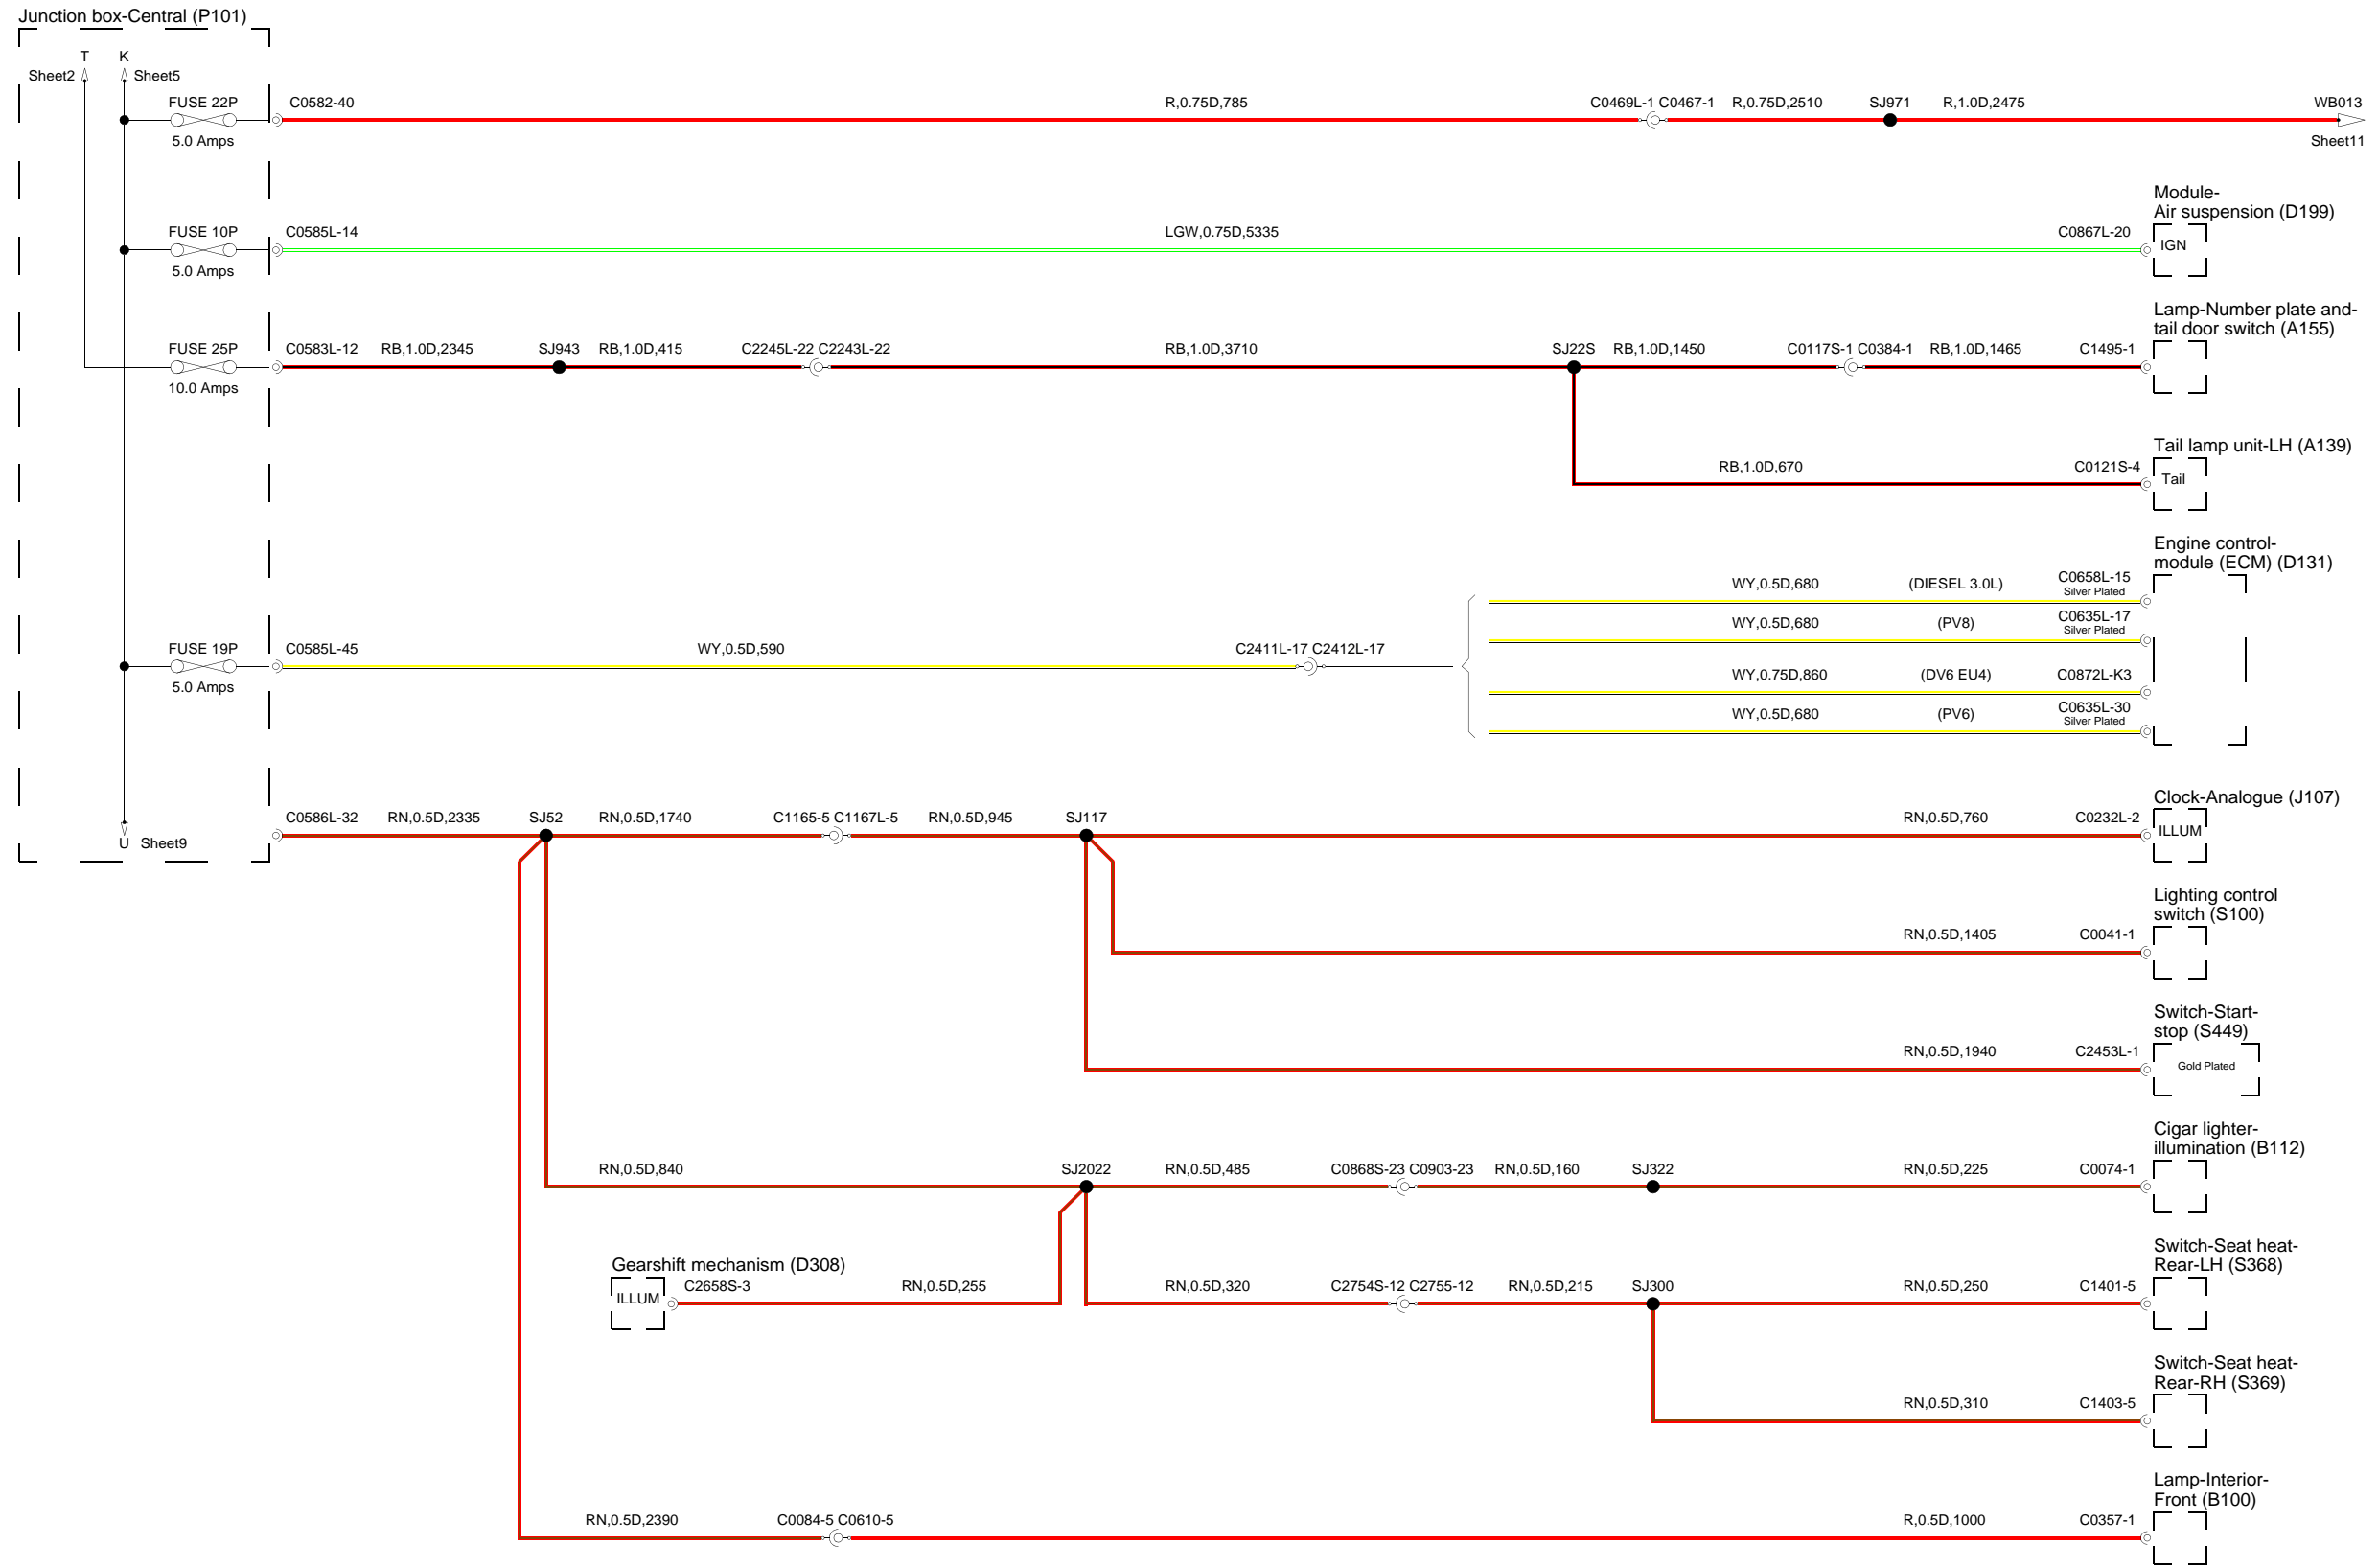 Junction box-Central (P101)
T K
Sheet2 Sheet5
FUSE 22P C0582-40 R,0.75D,785 C0469L-1 C0467-1 R,0.75D,2510 SJ971 R,1.0D,2475 WB013
5.0 Amps Sheet11
Module-
Air suspension (D199)
FUSE 10P C0585L-14 LGW,0.75D,5335 C0867L-20
IGN
5.0 Amps
Lamp-Number plate and-
tail door switch (A155)
FUSE 25P C0583L-12 RB,1.0D,2345 SJ943 RB,1.0D,415 C2245L-22 C2243L-22 RB,1.0D,3710 SJ22S RB,1.0D,1450 C0117S-1 C0384-1 RB,1.0D,1465 C1495-1
10.0 Amps
Tail lamp unit-LH (A139)
RB,1.0D,670 C0121S-4
Tail
Engine control-
module (ECM) (D131)
WY,0.5D,680 (DIESEL 3.0L) C0658L-15
Silver Plated
WY,0.5D,680 (PV8) C0635L-17
Silver Plated
FUSE 19P C0585L-45 WY,0.5D,590 C2411L-17 C2412L-17
5.0 Amps
WY,0.75D,860 (DV6 EU4) C0872L-K3
WY,0.5D,680 (PV6) C0635L-30
Silver Plated
Clock-Analogue (J107)
C0586L-32 RN,0.5D,2335 SJ52 RN,0.5D,1740 C1165-5 C1167L-5 RN,0.5D,945 SJ117 RN,0.5D,760 C0232L-2
ILLUM
U Sheet9
Lighting control
switch (S100)
RN,0.5D,1405 C0041-1
Switch-Start-
stop (S449)
RN,0.5D,1940 C2453L-1
Gold Plated
Cigar lighter-
illumination (B112)
RN,0.5D,840 SJ2022 RN,0.5D,485 C0868S-23 C0903-23 RN,0.5D,160 SJ322 RN,0.5D,225 C0074-1
Switch-Seat heat-
Rear-LH (S368)
Gearshift mechanism (D308)
ILLUM C2658S-3 RN,0.5D,255 RN,0.5D,320 C2754S-12 C2755-12 RN,0.5D,215 SJ300 RN,0.5D,250 C1401-5
Switch-Seat heat-
Rear-RH (S369)
RN,0.5D,310 C1403-5
Lamp-Interior-
Front (B100)
RN,0.5D,2390 C0084-5 C0610-5 R,0.5D,1000 C0357-1